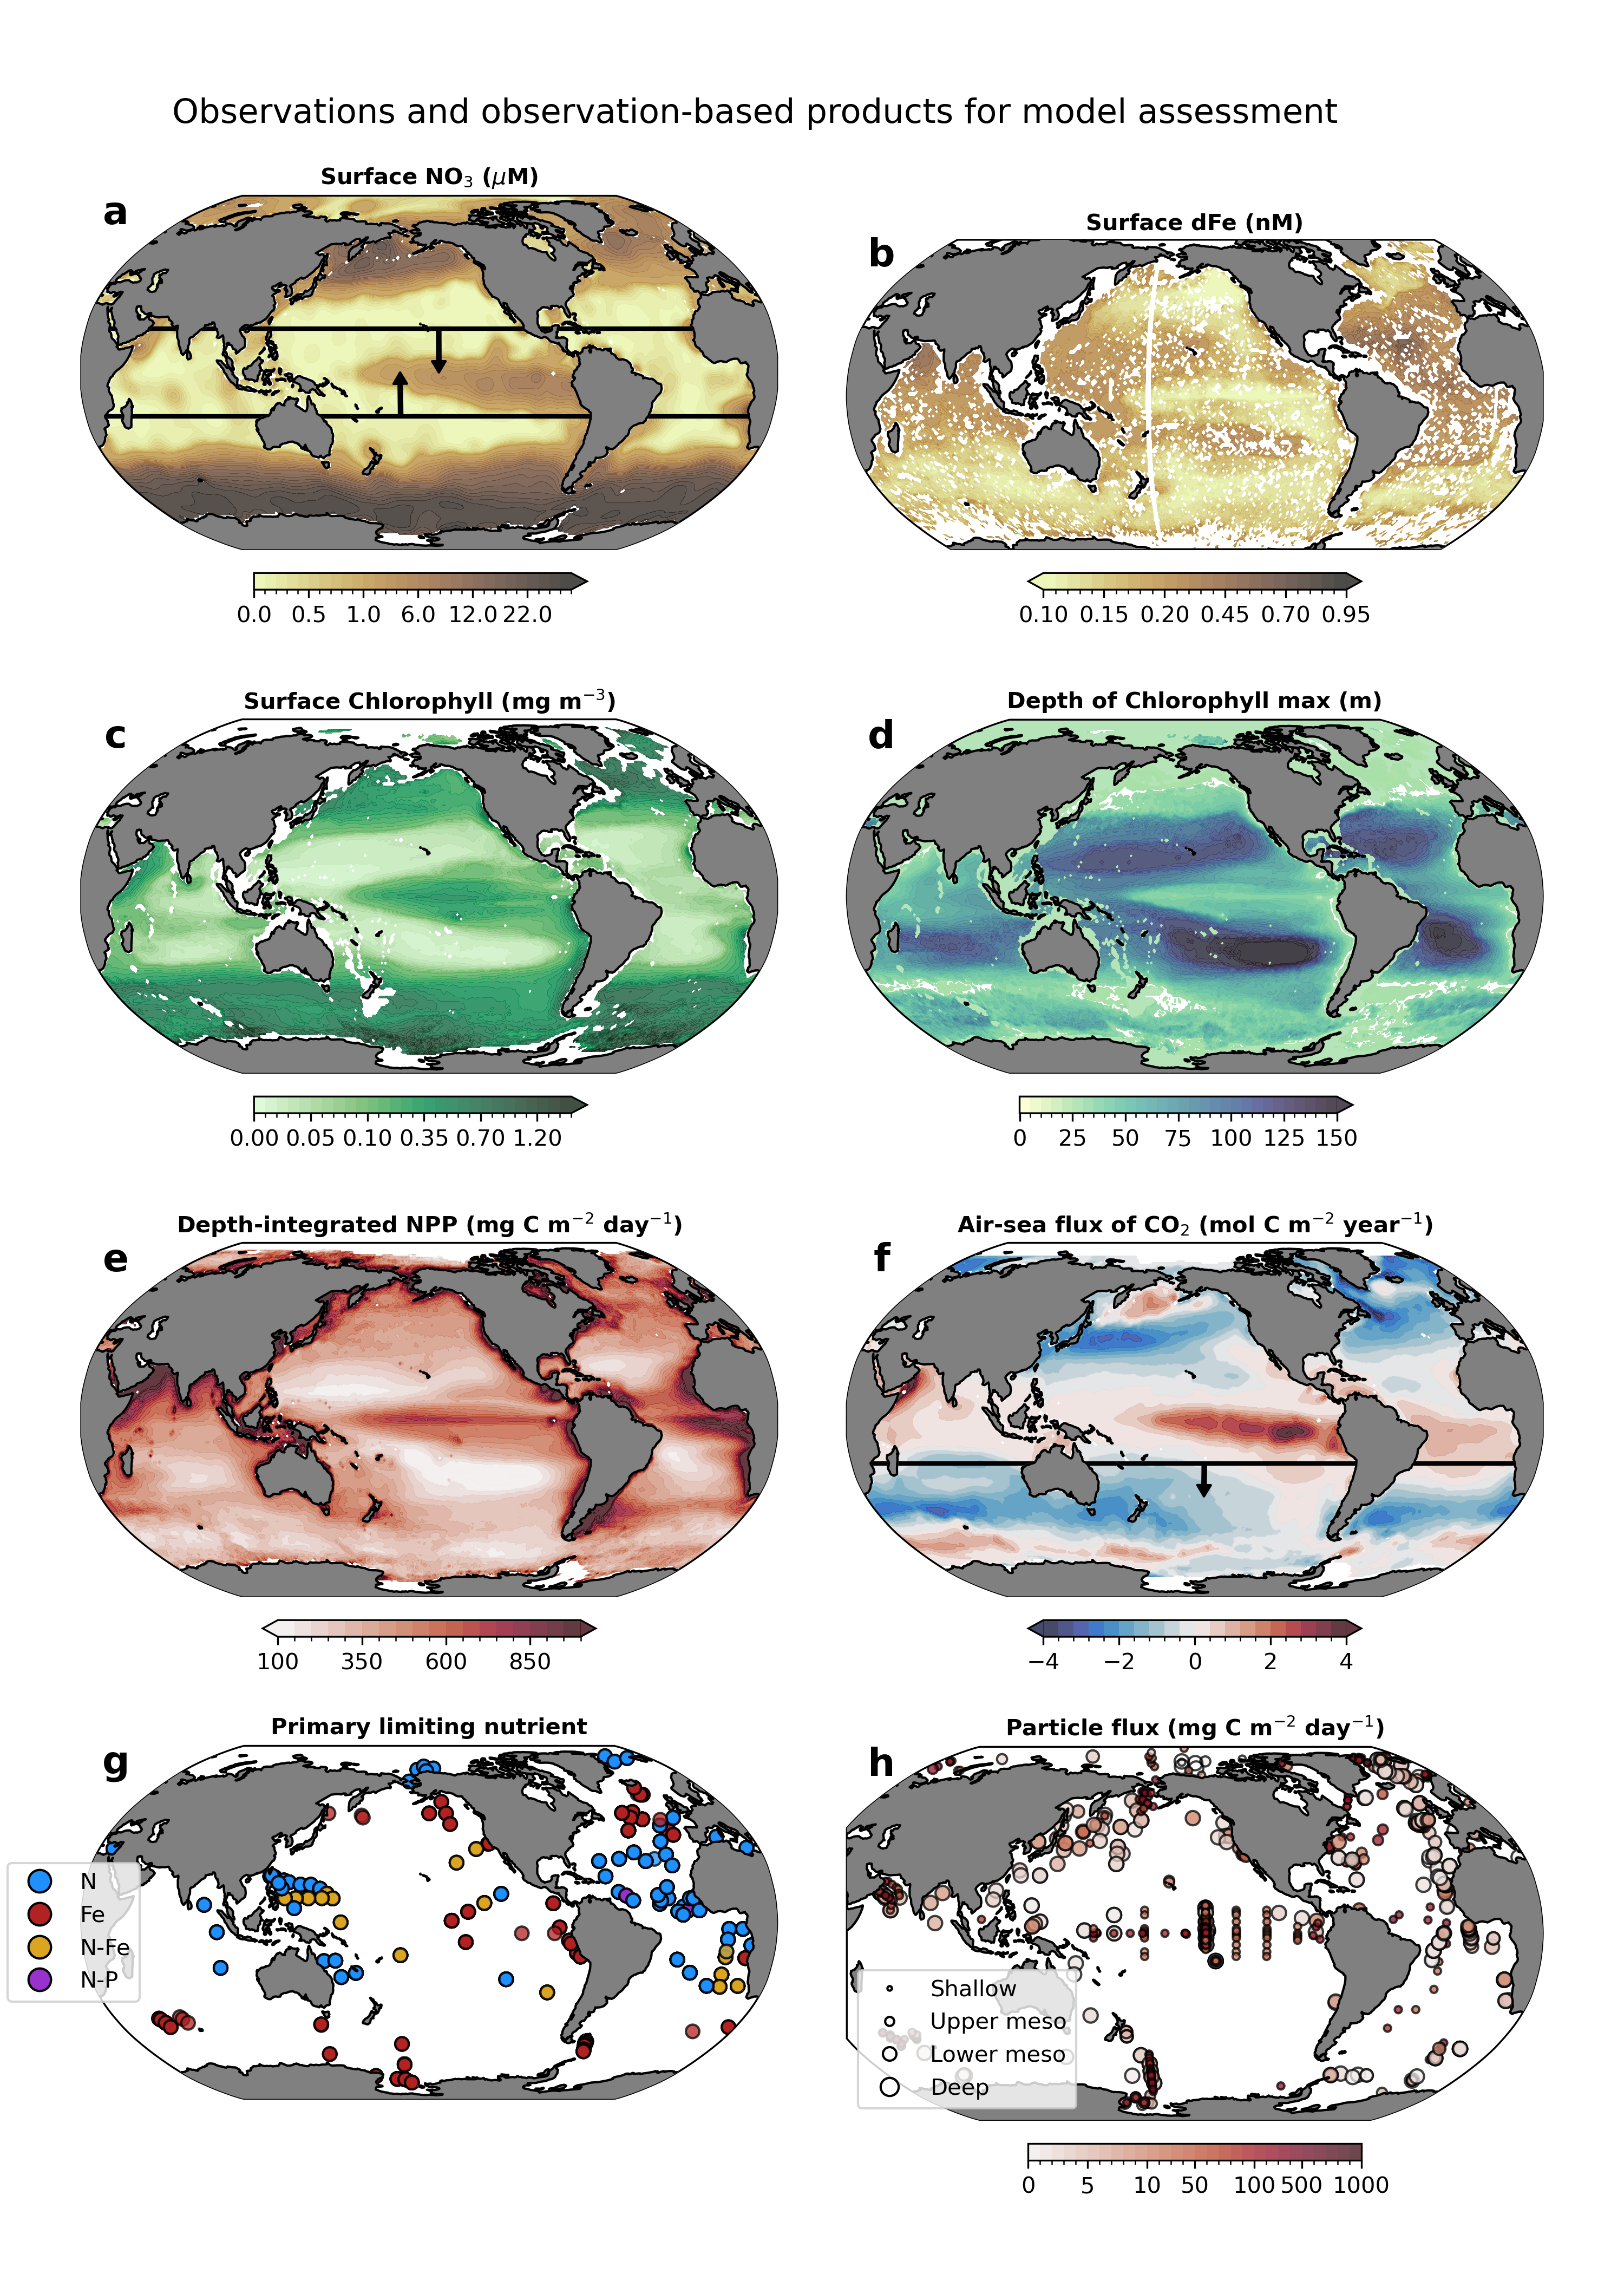 Observations and observation-based products for model assessment
Surface NO₃ (μM)
a
0.0 0.5 1.0 6.0 12.0 22.0
Surface dFe (nM)
b
0.10 0.15 0.20 0.45 0.70 0.95
Surface Chlorophyll (mg m⁻³)
c
0.00 0.05 0.10 0.35 0.70 1.20
Depth of Chlorophyll max (m)
d
0 25 50 75 100 125 150
Depth-integrated NPP (mg C m⁻² day⁻¹)
e
100 350 600 850
Air-sea flux of CO₂ (mol C m⁻² year⁻¹)
f
−4 −2 0 2 4
Primary limiting nutrient
g
N
Fe
N-Fe
N-P
Particle flux (mg C m⁻² day⁻¹)
h
Shallow
Upper meso
Lower meso
Deep
0 5 10 50 100 500 1000